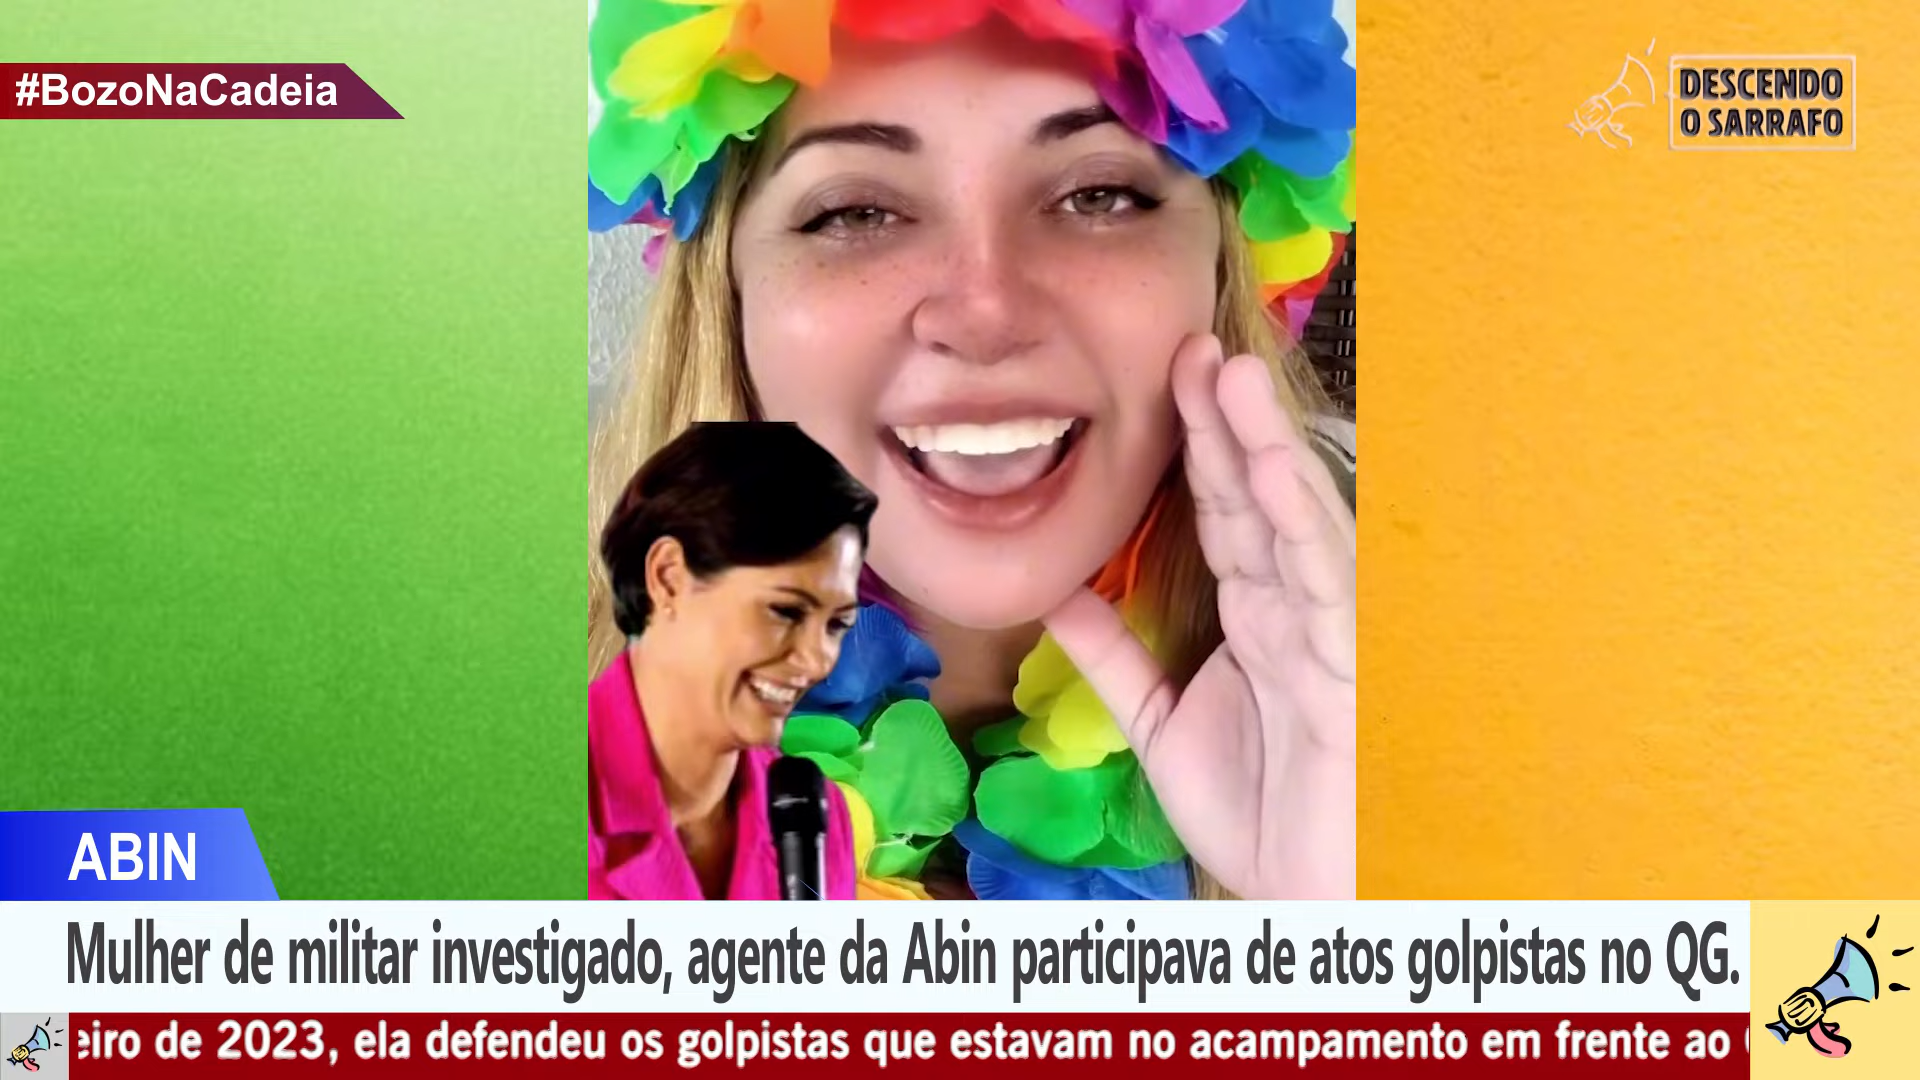 #BozoNaCadeia
DESCENDO
O SARRAFO
ABIN
Mulher de militar investigado, agente da Abin participava de atos golpistas no QG.
eiro de 2023, ela defendeu os golpistas que estavam no acampamento em frente ao